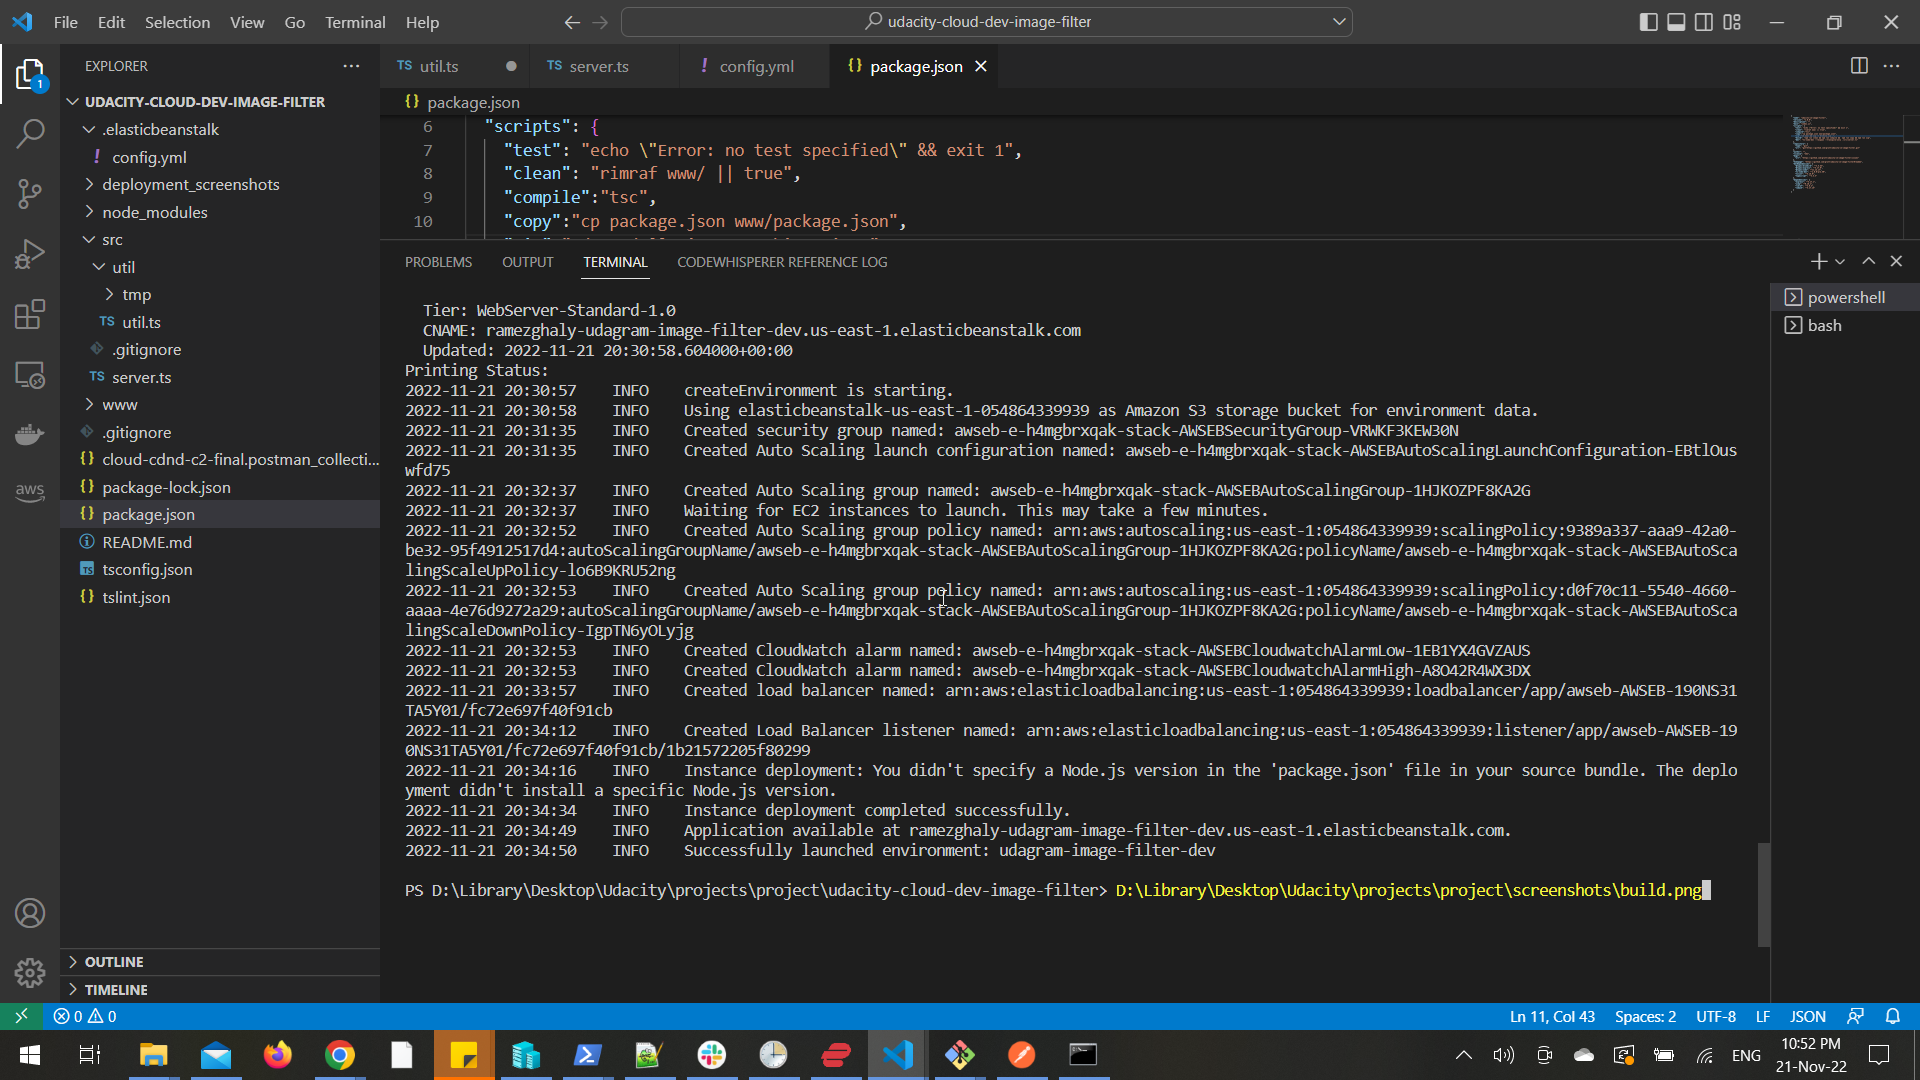 File Edit Selection View Go Terminal Help
udacity-cloud-dev-image-filter
EXPLORER
UDACITY-CLOUD-DEV-IMAGE-FILTER
.elasticbeanstalk
! config.yml
deployment_screenshots
node_modules
src
util
tmp
TS util.ts
.gitignore
TS server.ts
www
.gitignore
{} cloud-cdnd-c2-final.postman_collecti...
{} package-lock.json
{} package.json
README.md
tsconfig.json
{} tslint.json
OUTLINE
TIMELINE
1
aws
TS util.ts
TS server.ts
! config.yml
{} package.json
{} package.json
6 "scripts": {
7 "test": "echo \"Error: no test specified\" && exit 1",
8 "clean": "rimraf www/ || true",
9 "compile":"tsc",
10 "copy":"cp package.json www/package.json",
PROBLEMS OUTPUT TERMINAL CODEWHISPERER REFERENCE LOG
powershell
bash
Tier: WebServer-Standard-1.0
CNAME: ramezghaly-udagram-image-filter-dev.us-east-1.elasticbeanstalk.com
Updated: 2022-11-21 20:30:58.604000+00:00
Printing Status:
2022-11-21 20:30:57 INFO createEnvironment is starting.
2022-11-21 20:30:58 INFO Using elasticbeanstalk-us-east-1-054864339939 as Amazon S3 storage bucket for environment data.
2022-11-21 20:31:35 INFO Created security group named: awseb-e-h4mgbrxqak-stack-AWSEBSecurityGroup-VRWKF3KEW30N
2022-11-21 20:31:35 INFO Created Auto Scaling launch configuration named: awseb-e-h4mgbrxqak-stack-AWSEBAutoScalingLaunchConfiguration-EBtlOus
wfd75
2022-11-21 20:32:37 INFO Created Auto Scaling group named: awseb-e-h4mgbrxqak-stack-AWSEBAutoScalingGroup-1HJKOZPF8KA2G
2022-11-21 20:32:37 INFO Waiting for EC2 instances to launch. This may take a few minutes.
2022-11-21 20:32:52 INFO Created Auto Scaling group policy named: arn:aws:autoscaling:us-east-1:054864339939:scalingPolicy:9389a337-aaa9-42a0-
be32-95f4912517d4:autoScalingGroupName/awseb-e-h4mgbrxqak-stack-AWSEBAutoScalingGroup-1HJKOZPF8KA2G:policyName/awseb-e-h4mgbrxqak-stack-AWSEBAutoSca
lingScaleUpPolicy-lo6B9KRU52ng
2022-11-21 20:32:53 INFO Created Auto Scaling group policy named: arn:aws:autoscaling:us-east-1:054864339939:scalingPolicy:d0f70c11-5540-4660-
aaaa-4e76d9272a29:autoScalingGroupName/awseb-e-h4mgbrxqak-stack-AWSEBAutoScalingGroup-1HJKOZPF8KA2G:policyName/awseb-e-h4mgbrxqak-stack-AWSEBAutoSca
lingScaleDownPolicy-IgpTN6yOLyjg
2022-11-21 20:32:53 INFO Created CloudWatch alarm named: awseb-e-h4mgbrxqak-stack-AWSEBCloudwatchAlarmLow-1EB1YX4GVZAUS
2022-11-21 20:32:53 INFO Created CloudWatch alarm named: awseb-e-h4mgbrxqak-stack-AWSEBCloudwatchAlarmHigh-A8O42R4WX3DX
2022-11-21 20:33:57 INFO Created load balancer named: arn:aws:elasticloadbalancing:us-east-1:054864339939:loadbalancer/app/awseb-AWSEB-190NS31
TA5Y01/fc72e697f40f91cb
2022-11-21 20:34:12 INFO Created Load Balancer listener named: arn:aws:elasticloadbalancing:us-east-1:054864339939:listener/app/awseb-AWSEB-19
0NS31TA5Y01/fc72e697f40f91cb/1b21572205f80299
2022-11-21 20:34:16 INFO Instance deployment: You didn't specify a Node.js version in the 'package.json' file in your source bundle. The deplo
yment didn't install a specific Node.js version.
2022-11-21 20:34:34 INFO Instance deployment completed successfully.
2022-11-21 20:34:49 INFO Application available at ramezghaly-udagram-image-filter-dev.us-east-1.elasticbeanstalk.com.
2022-11-21 20:34:50 INFO Successfully launched environment: udagram-image-filter-dev
PS D:\Library\Desktop\Udacity\projects\project\udacity-cloud-dev-image-filter> D:\Library\Desktop\Udacity\projects\project\screenshots\build.png
0 0
Ln 11, Col 43 Spaces: 2 UTF-8 LF JSON
ENG
10:52 PM
21-Nov-22